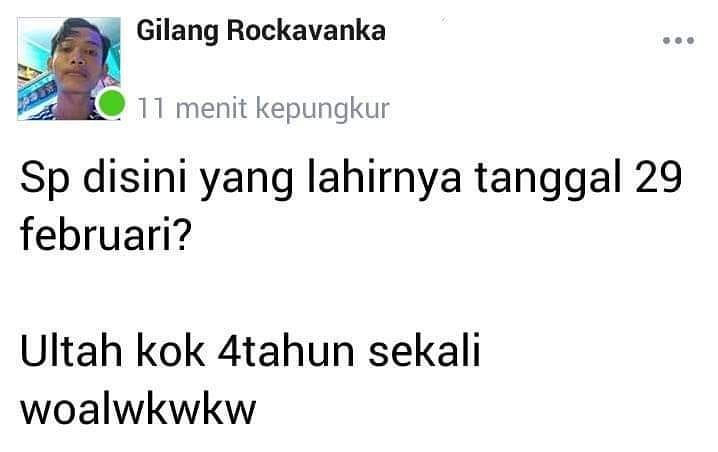 Gilang Rockavanka
11 menit kepungkur
Sp disini yang lahirnya tanggal 29
februari?
Ultah kok 4tahun sekali
woalwkwkw